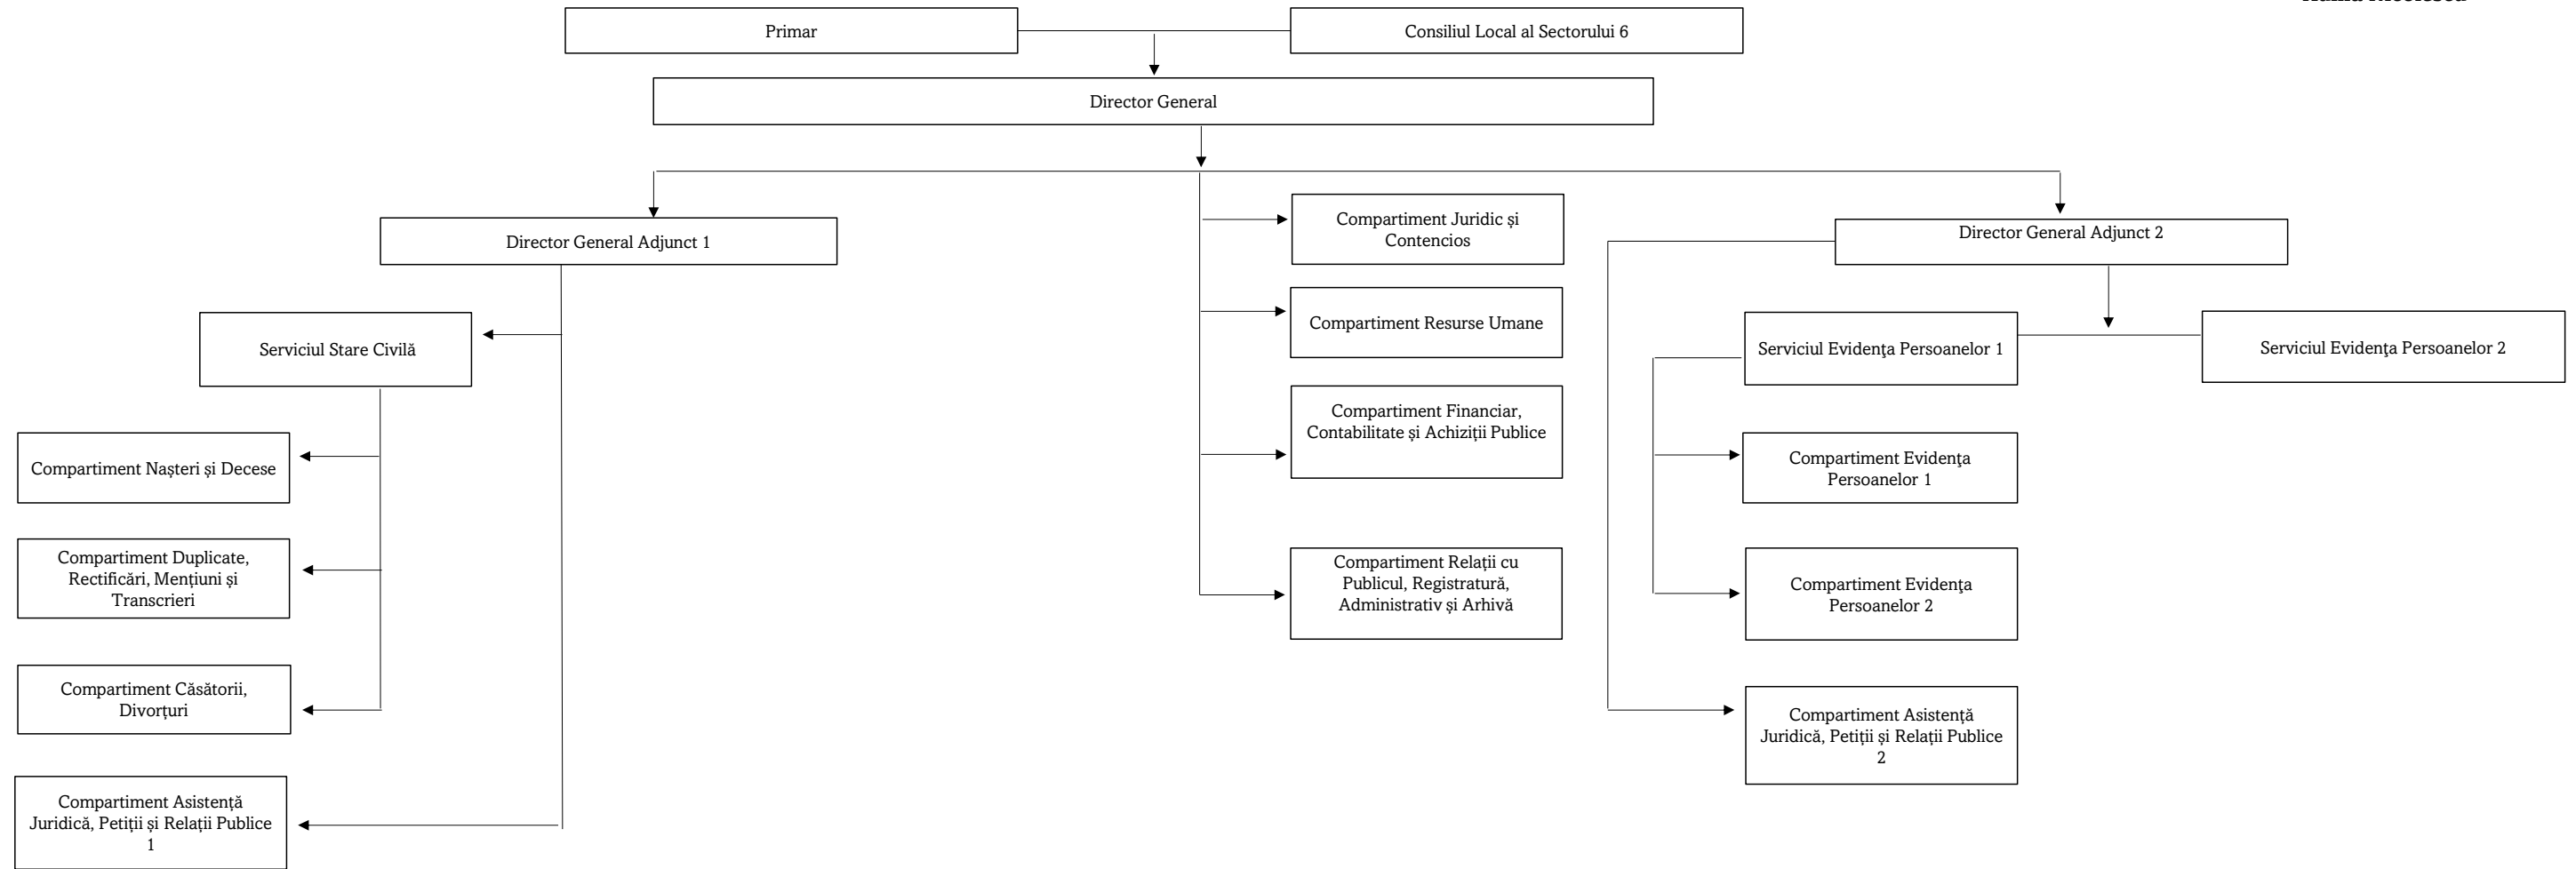 Primar
Consiliul Local al Sectorului 6
Director General
Director General Adjunct 1
Compartiment Juridic și
Contencios
Director General Adjunct 2
Compartiment Resurse Umane
Serviciul Stare Civilă
Serviciul Evidenţa Persoanelor 1
Serviciul Evidenţa Persoanelor 2
Compartiment Financiar,
Contabilitate și Achiziții Publice
Compartiment Nașteri și Decese
Compartiment Evidenţa
Persoanelor 1
Compartiment Duplicate,
Rectificări, Mențiuni și
Transcrieri
Compartiment Relații cu
Publicul, Registratură,
Administrativ și Arhivă
Compartiment Evidenţa
Persoanelor 2
Compartiment Căsătorii,
Divorțuri
Compartiment Asistență
Juridică, Petiții și Relații Publice
2
Compartiment Asistență
Juridică, Petiții și Relații Publice
1